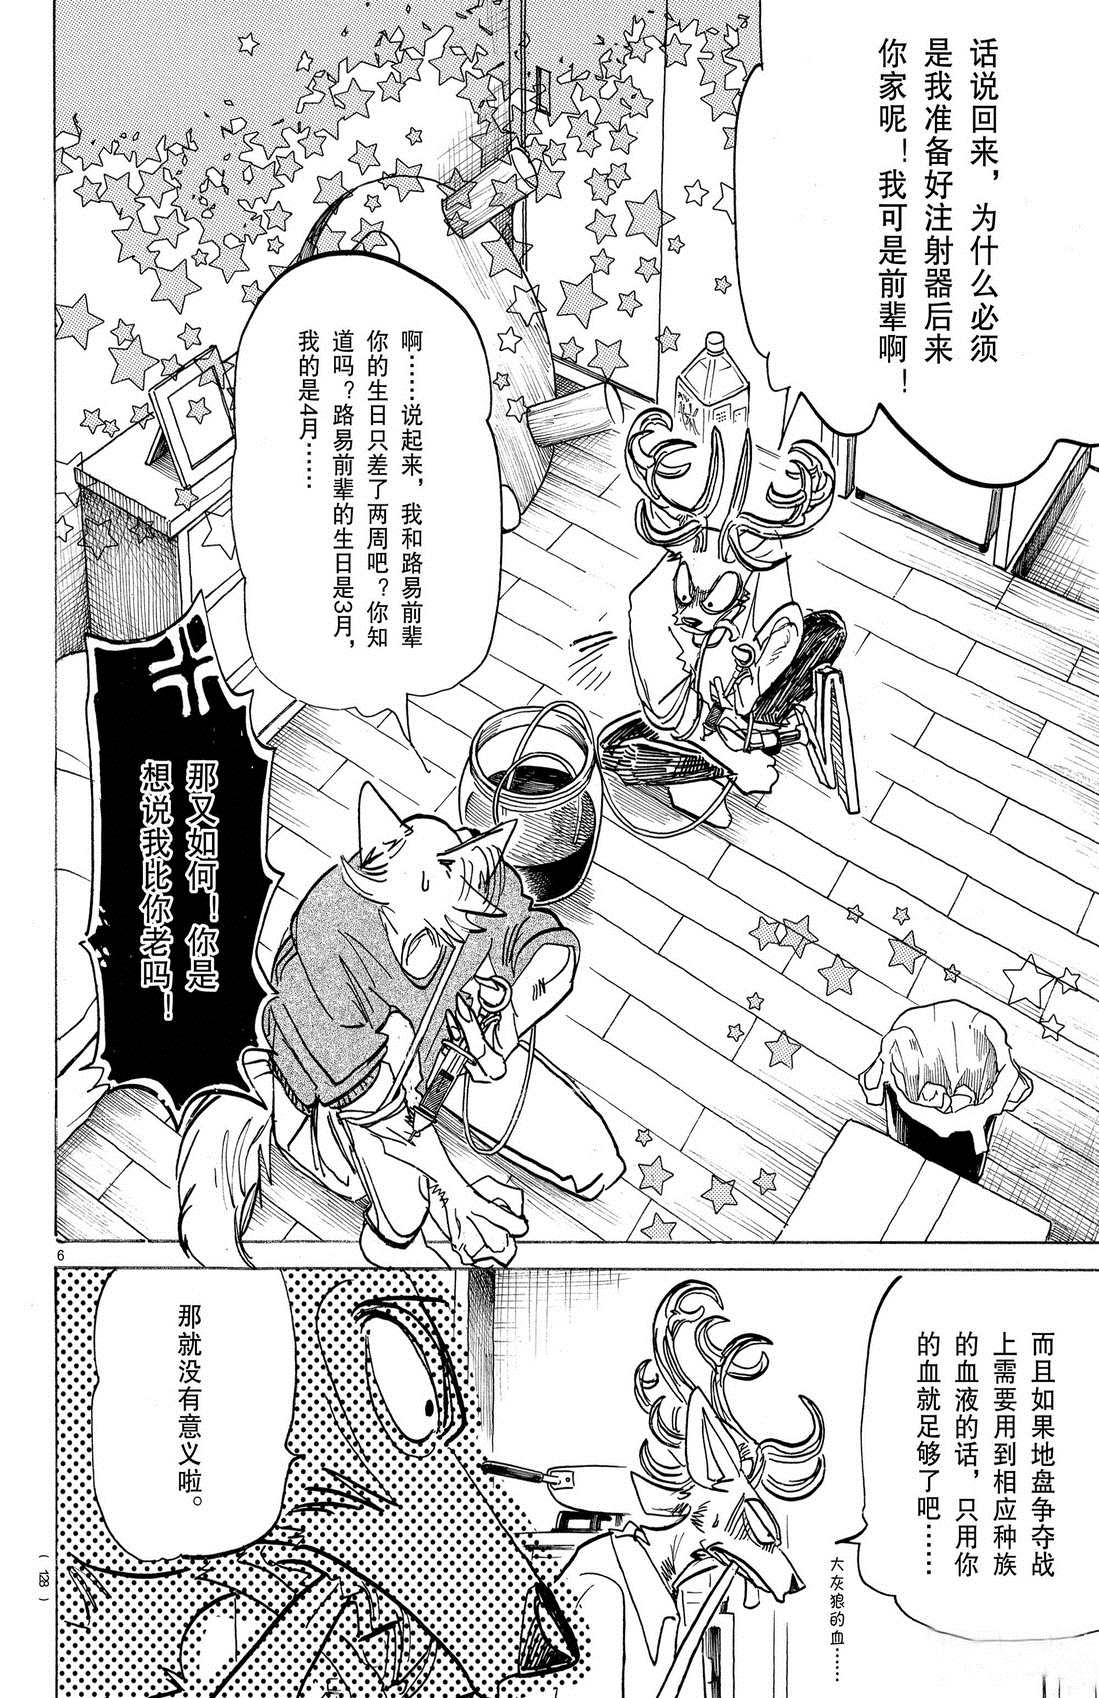 话说回来，为什么必须
是我准备好注射器后来
你家呢！我可是前辈啊！
啊……说起来，我和路易前辈
你的生日只差了两周吧？你知
道吗？路易前辈的生日是3月，
我的是4月……
那又如何！你是
想说我比你老吗！
6
而且如果地盘争夺战
上需要用到相应种族
的血液的话，只用你
的血就足够了吧……
大灰狼的血……
那就没有意义啦。
( 128 )